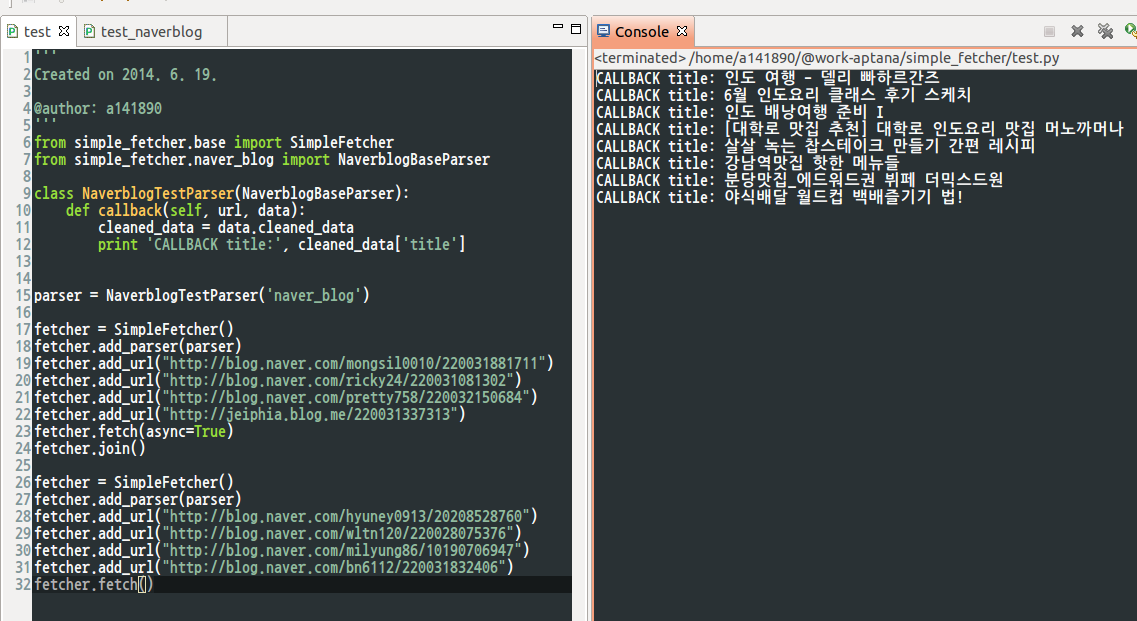 test
test_naverblog
1 '''
2 Created on 2014. 6. 19.
3
4 @author: a141890
5 '''
6 from simple_fetcher.base import SimpleFetcher
7 from simple_fetcher.naver_blog import NaverblogBaseParser
8
9 class NaverblogTestParser(NaverblogBaseParser):
10     def callback(self, url, data):
11         cleaned_data = data.cleaned_data
12         print 'CALLBACK title:', cleaned_data['title']
13
14
15 parser = NaverblogTestParser('naver_blog')
16
17 fetcher = SimpleFetcher()
18 fetcher.add_parser(parser)
19 fetcher.add_url("http://blog.naver.com/mongsil0010/220031881711")
20 fetcher.add_url("http://blog.naver.com/ricky24/220031081302")
21 fetcher.add_url("http://blog.naver.com/pretty758/220032150684")
22 fetcher.add_url("http://jeiphia.blog.me/220031337313")
23 fetcher.fetch(async=True)
24 fetcher.join()
25
26 fetcher = SimpleFetcher()
27 fetcher.add_parser(parser)
28 fetcher.add_url("http://blog.naver.com/hyuney0913/20208528760")
29 fetcher.add_url("http://blog.naver.com/wltn120/220028075376")
30 fetcher.add_url("http://blog.naver.com/milyung86/10190706947")
31 fetcher.add_url("http://blog.naver.com/bn6112/220031832406")
32 fetcher.fetch()
Console
<terminated> /home/a141890/@work-aptana/simple_fetcher/test.py
CALLBACK title: 인도 여행 - 델리 빠하르간즈
CALLBACK title: 6월 인도요리 클래스 후기 스케치
CALLBACK title: 인도 배낭여행 준비 I
CALLBACK title: [대학로 맛집 추천] 대학로 인도요리 맛집 머노까머나
CALLBACK title: 살살 녹는 찹스테이크 만들기 간편 레시피
CALLBACK title: 강남역맛집 핫한 메뉴들
CALLBACK title: 분당맛집_에드워드권 뷔페 더믹스드원
CALLBACK title: 야식배달 월드컵 백배즐기기 법!